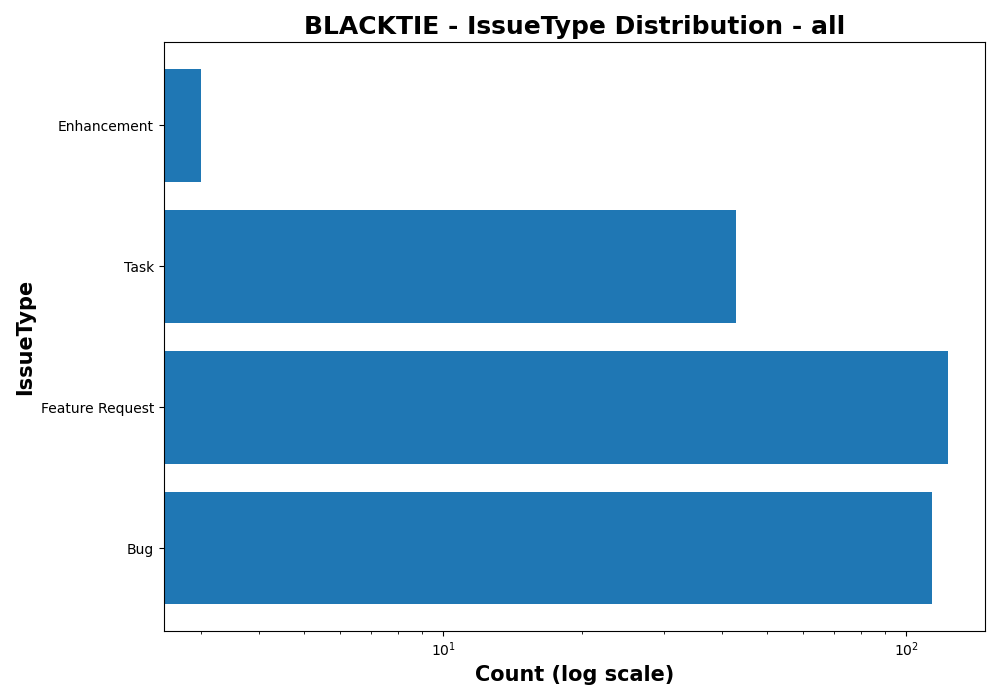 BLACKTIE - IssueType Distribution - all
Enhancement
Task
Feature Request
Bug
IssueType
10¹
10²
Count (log scale)